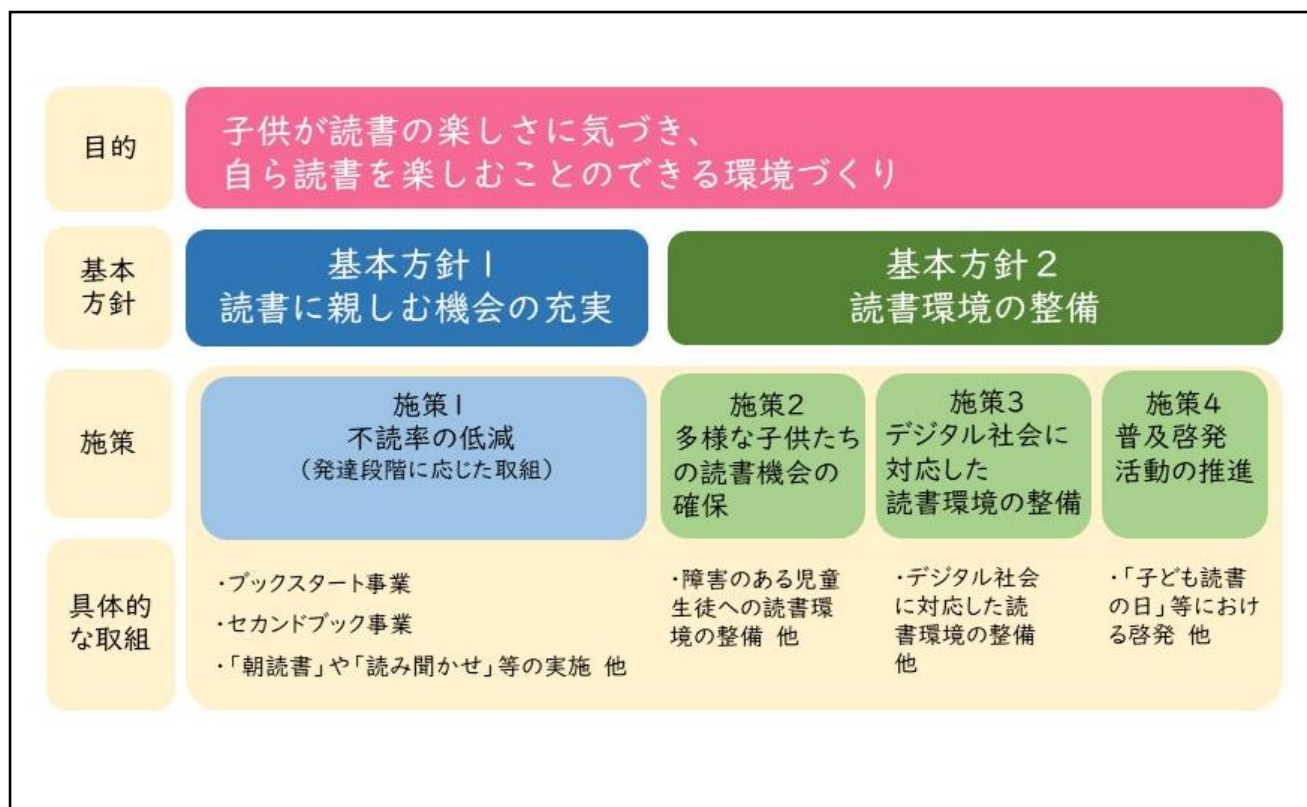 目的
子供が読書の楽しさに気づき、
自ら読書を楽しむことのできる環境づくり
基本
方針
基本方針1
読書に親しむ機会の充実
基本方針2
読書環境の整備
施策
施策1
不読率の低減
(発達段階に応じた取組)
施策2
多様な子供たち
の読書機会の
確保
施策3
デジタル社会に
対応した
読書環境の整備
施策4
普及啓発
活動の推進
具体的
な取組
・ブックスタート事業
・セカンドブック事業
・「朝読書」や「読み聞かせ」等の実施 他
・障害のある児童
生徒への読書環
境の整備 他
・デジタル社会
に対応した読
書環境の整備
他
・「子ども読書
の日」等におけ
る啓発 他